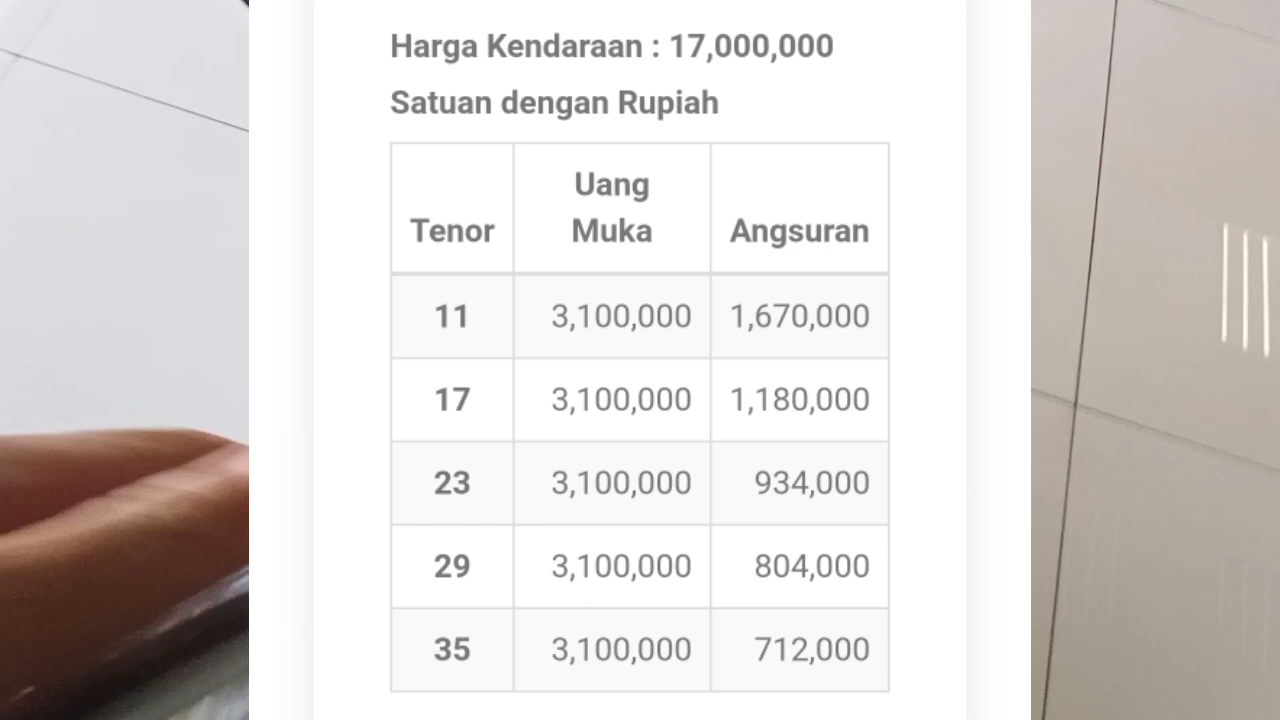 Harga Kendaraan : 17,000,000
Satuan dengan Rupiah
Tenor Uang Muka Angsuran
11 3,100,000 1,670,000
17 3,100,000 1,180,000
23 3,100,000 934,000
29 3,100,000 804,000
35 3,100,000 712,000